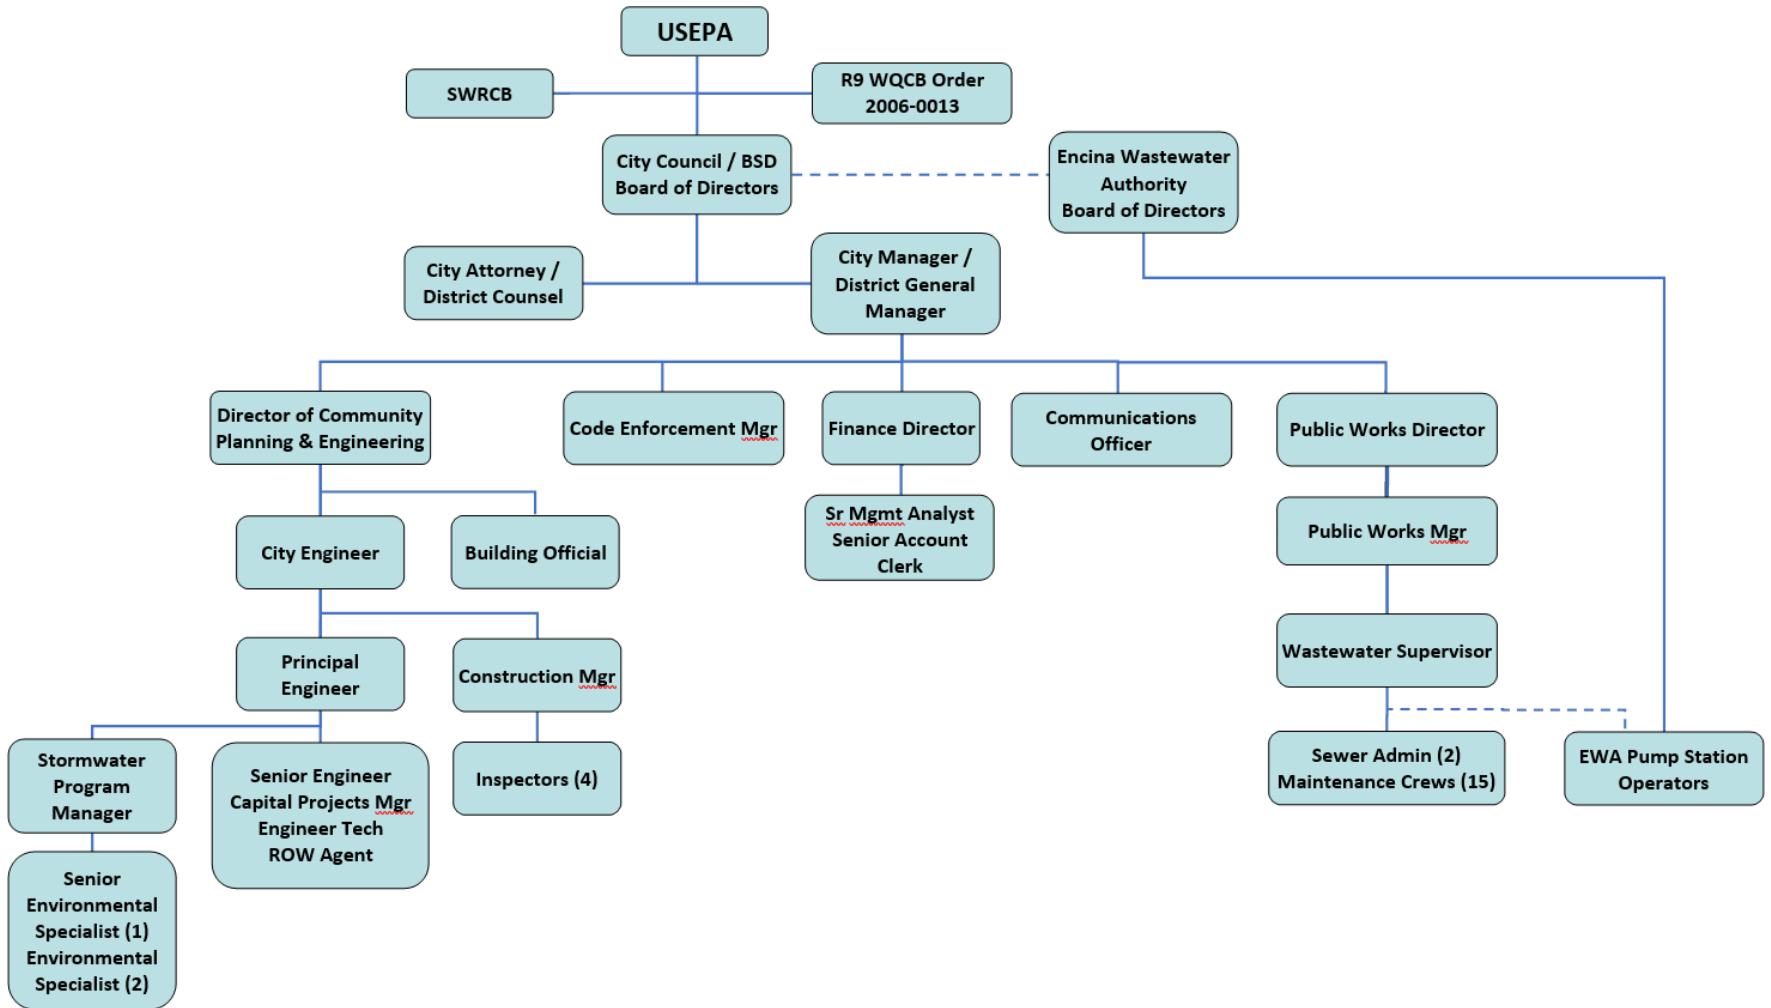 USEPA
SWRCB
R9 WQCB Order
2006-0013
City Council / BSD
Board of Directors
Encina Wastewater
Authority
Board of Directors
City Attorney /
District Counsel
City Manager /
District General
Manager
Director of Community
Planning & Engineering
Code Enforcement Mgr
Finance Director
Communications
Officer
Public Works Director
City Engineer
Building Official
Sr Mgmt Analyst
Senior Account
Clerk
Public Works Mgr
Principal
Engineer
Construction Mgr
Wastewater Supervisor
Stormwater
Program
Manager
Senior Engineer
Capital Projects Mgr
Engineer Tech
ROW Agent
Inspectors (4)
Sewer Admin (2)
Maintenance Crews (15)
EWA Pump Station
Operators
Senior
Environmental
Specialist (1)
Environmental
Specialist (2)